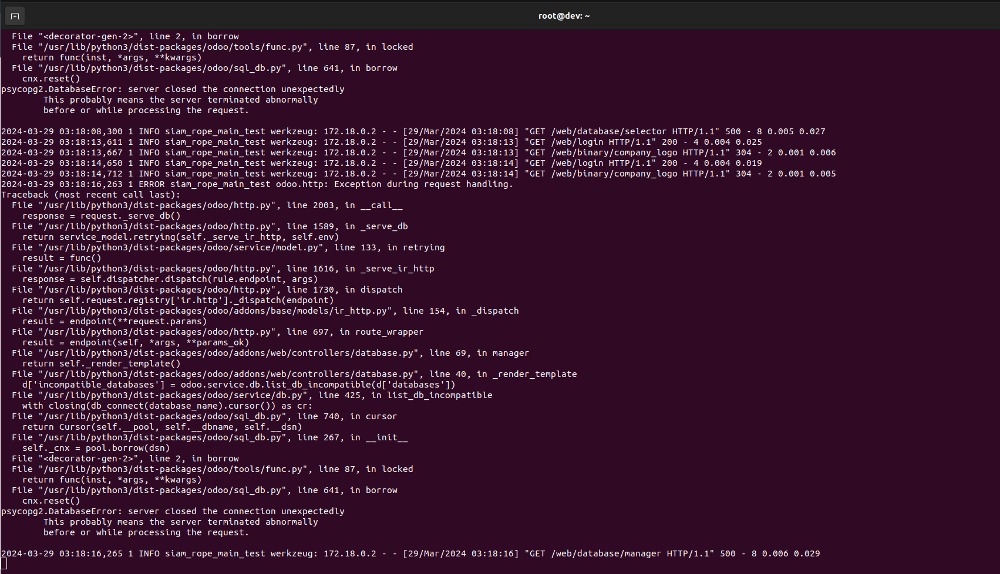 root@dev: ~
  File "<decorator-gen-2>", line 2, in borrow
  File "/usr/lib/python3/dist-packages/odoo/tools/func.py", line 87, in locked
    return func(inst, *args, **kwargs)
  File "/usr/lib/python3/dist-packages/odoo/sql_db.py", line 641, in borrow
    cnx.reset()
psycopg2.DatabaseError: server closed the connection unexpectedly
        This probably means the server terminated abnormally
        before or while processing the request.
2024-03-29 03:18:08,300 1 INFO siam_rope_main_test werkzeug: 172.18.0.2 - - [29/Mar/2024 03:18:08] "GET /web/database/selector HTTP/1.1" 500 - 8 0.005 0.027
2024-03-29 03:18:13,611 1 INFO siam_rope_main_test werkzeug: 172.18.0.2 - - [29/Mar/2024 03:18:13] "GET /web/login HTTP/1.1" 200 - 4 0.004 0.025
2024-03-29 03:18:13,667 1 INFO siam_rope_main_test werkzeug: 172.18.0.2 - - [29/Mar/2024 03:18:13] "GET /web/binary/company_logo HTTP/1.1" 304 - 2 0.001 0.006
2024-03-29 03:18:14,650 1 INFO siam_rope_main_test werkzeug: 172.18.0.2 - - [29/Mar/2024 03:18:14] "GET /web/login HTTP/1.1" 200 - 4 0.004 0.019
2024-03-29 03:18:14,712 1 INFO siam_rope_main_test werkzeug: 172.18.0.2 - - [29/Mar/2024 03:18:14] "GET /web/binary/company_logo HTTP/1.1" 304 - 2 0.001 0.005
2024-03-29 03:18:16,263 1 ERROR siam_rope_main_test odoo.http: Exception during request handling.
Traceback (most recent call last):
  File "/usr/lib/python3/dist-packages/odoo/http.py", line 2003, in __call__
    response = request._serve_db()
  File "/usr/lib/python3/dist-packages/odoo/http.py", line 1589, in _serve_db
    return service_model.retrying(self._serve_ir_http, self.env)
  File "/usr/lib/python3/dist-packages/odoo/service/model.py", line 133, in retrying
    result = func()
  File "/usr/lib/python3/dist-packages/odoo/http.py", line 1616, in _serve_ir_http
    response = self.dispatcher.dispatch(rule.endpoint, args)
  File "/usr/lib/python3/dist-packages/odoo/http.py", line 1730, in dispatch
    return self.request.registry['ir.http']._dispatch(endpoint)
  File "/usr/lib/python3/dist-packages/odoo/addons/base/models/ir_http.py", line 154, in _dispatch
    result = endpoint(**request.params)
  File "/usr/lib/python3/dist-packages/odoo/http.py", line 697, in route_wrapper
    result = endpoint(self, *args, **params_ok)
  File "/usr/lib/python3/dist-packages/odoo/addons/web/controllers/database.py", line 69, in manager
    return self._render_template()
  File "/usr/lib/python3/dist-packages/odoo/addons/web/controllers/database.py", line 40, in _render_template
    d['incompatible_databases'] = odoo.service.db.list_db_incompatible(d['databases'])
  File "/usr/lib/python3/dist-packages/odoo/service/db.py", line 425, in list_db_incompatible
    with closing(db_connect(database_name).cursor()) as cr:
  File "/usr/lib/python3/dist-packages/odoo/sql_db.py", line 740, in cursor
    return Cursor(self.__pool, self.__dbname, self.__dsn)
  File "/usr/lib/python3/dist-packages/odoo/sql_db.py", line 267, in __init__
    self._cnx = pool.borrow(dsn)
  File "<decorator-gen-2>", line 2, in borrow
  File "/usr/lib/python3/dist-packages/odoo/tools/func.py", line 87, in locked
    return func(inst, *args, **kwargs)
  File "/usr/lib/python3/dist-packages/odoo/sql_db.py", line 641, in borrow
    cnx.reset()
psycopg2.DatabaseError: server closed the connection unexpectedly
        This probably means the server terminated abnormally
        before or while processing the request.
2024-03-29 03:18:16,265 1 INFO siam_rope_main_test werkzeug: 172.18.0.2 - - [29/Mar/2024 03:18:16] "GET /web/database/manager HTTP/1.1" 500 - 8 0.006 0.029